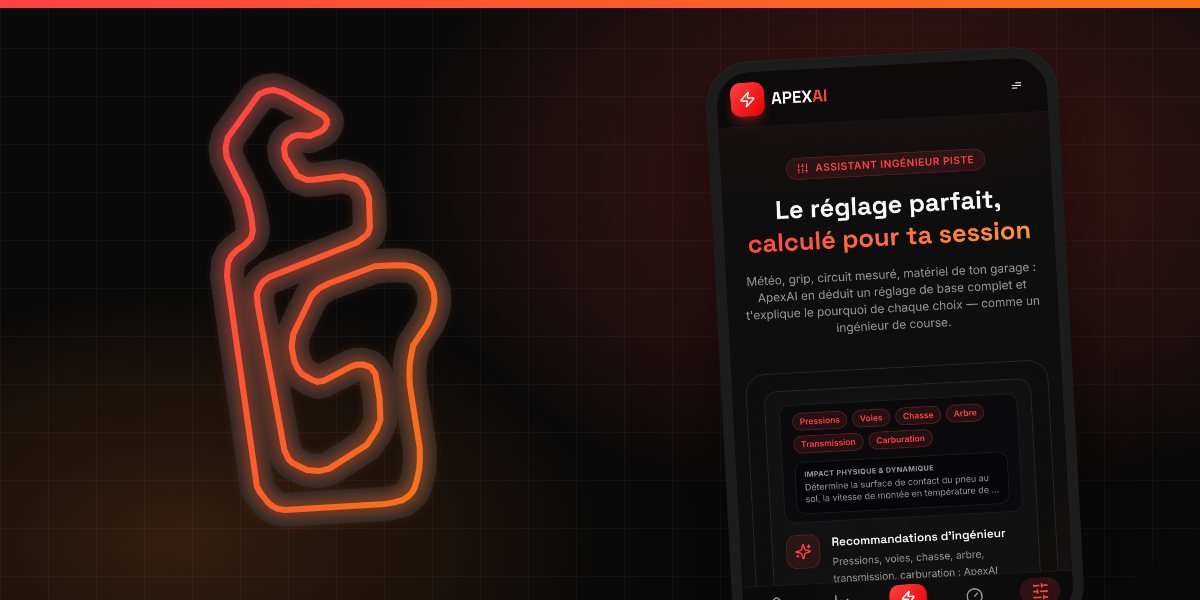 APEXAI
ASSISTANT INGÉNIEUR PISTE
Le réglage parfait,
calculé pour ta session
Météo, grip, circuit mesuré, matériel de ton garage :
ApexAI en déduit un réglage de base complet et
t'explique le pourquoi de chaque choix — comme un
ingénieur de course.
Pressions Voies Chasse Arbre
Transmission Carburation
IMPACT PHYSIQUE & DYNAMIQUE
Détermine la surface de contact du pneu au
sol, la vitesse de montée en température de ...
Recommandations d'ingénieur
Pressions, voies, chasse, arbre,
transmission, carburation : ApexAI